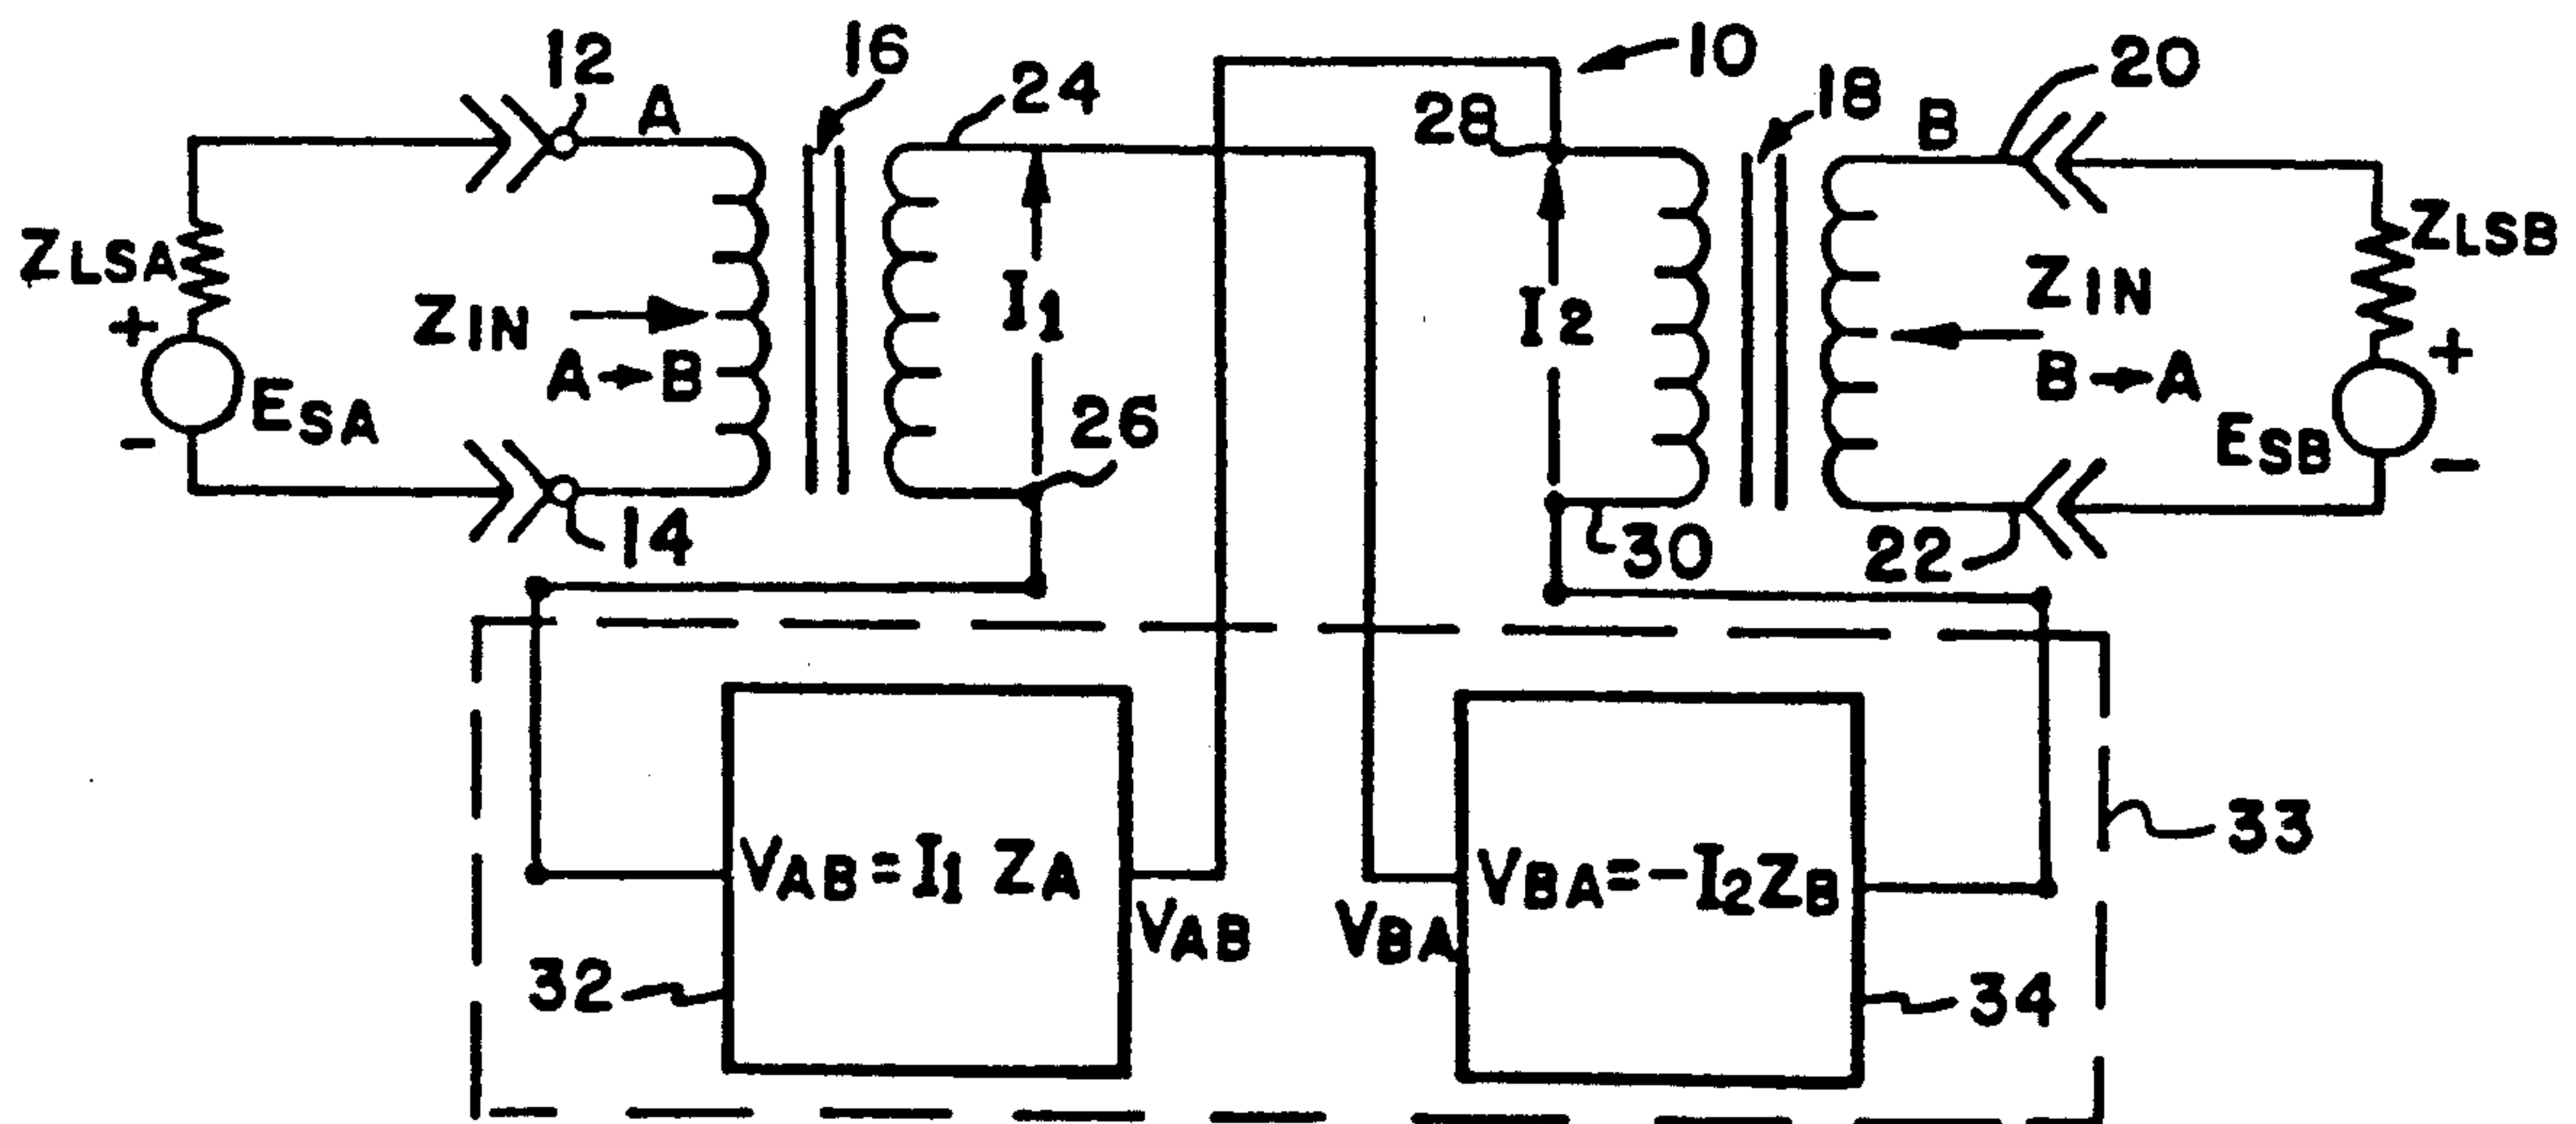 12
A
16
24
10
28
18
B
20
ZLSA
+
ESA
-
ZIN
A→B
I1
26
I2
ZIN
B→A
ZLSB
+
ESB
-
14
30
22
VAB=I1 ZA
VAB
VBA
VBA=-I2ZB
33
32
34